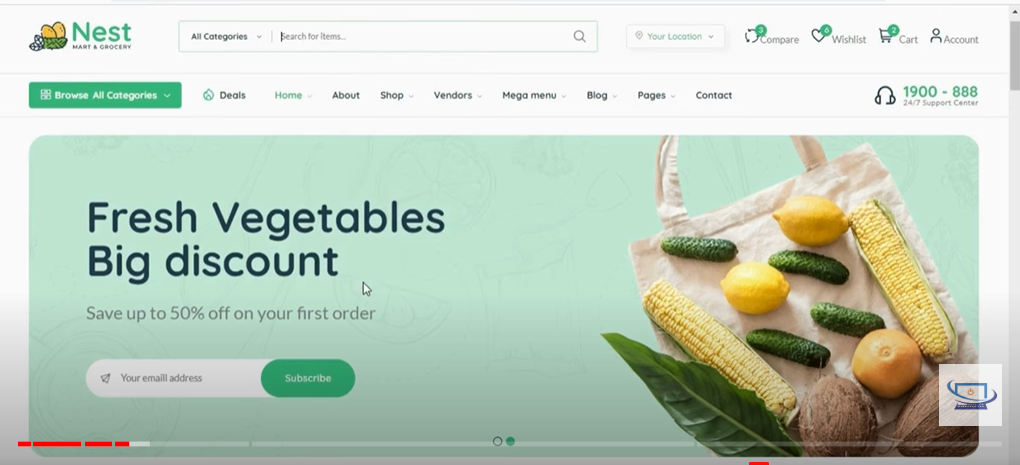 Nest
MART & GROCERY
All Categories
Search for items...
Your Location
3
Compare
6
Wishlist
2
Cart
Account
Browse All Categories
Deals
Home
About
Shop
Vendors
Mega menu
Blog
Pages
Contact
1900 - 888
24/7 Support Center
Fresh Vegetables
Big discount
Save up to 50% off on your first order
Your emaill address
Subscribe